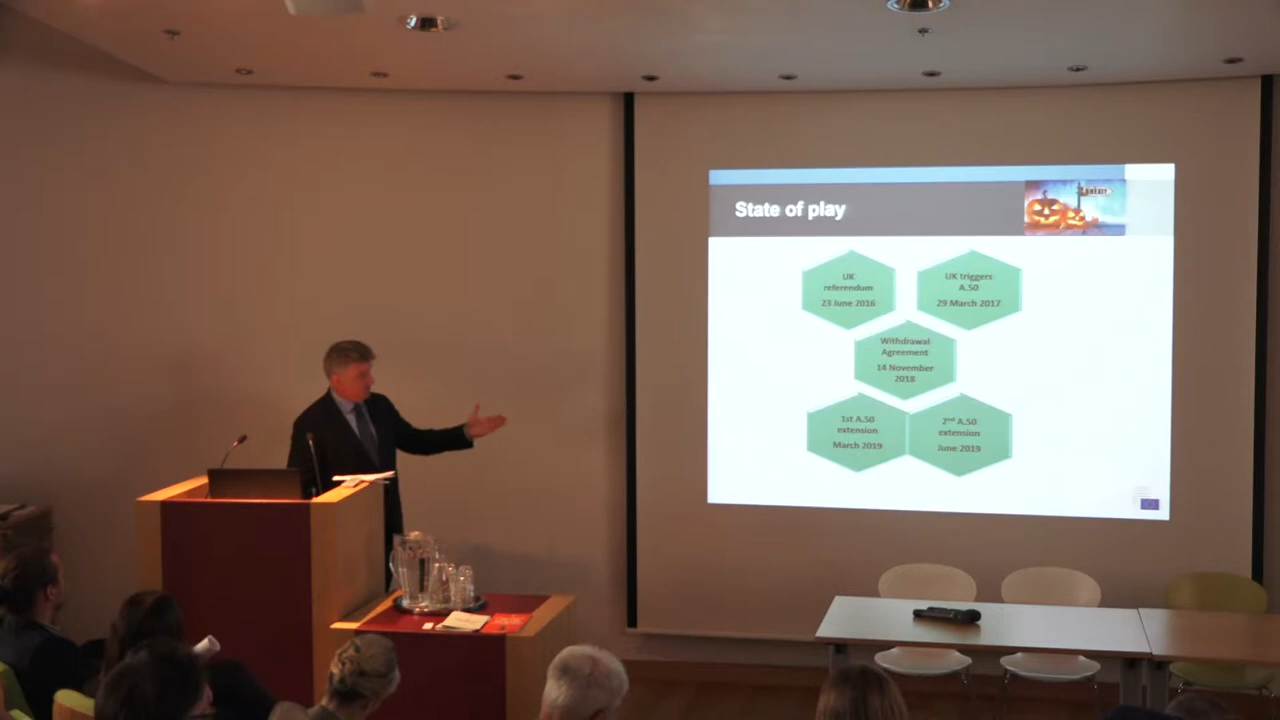 State of play
BREXIT
UK
referendum
23 June 2016
UK triggers
A.50
29 March 2017
Withdrawal
Agreement
14 November
2018
1st A.50
extension
March 2019
2nd A.50
extension
June 2019